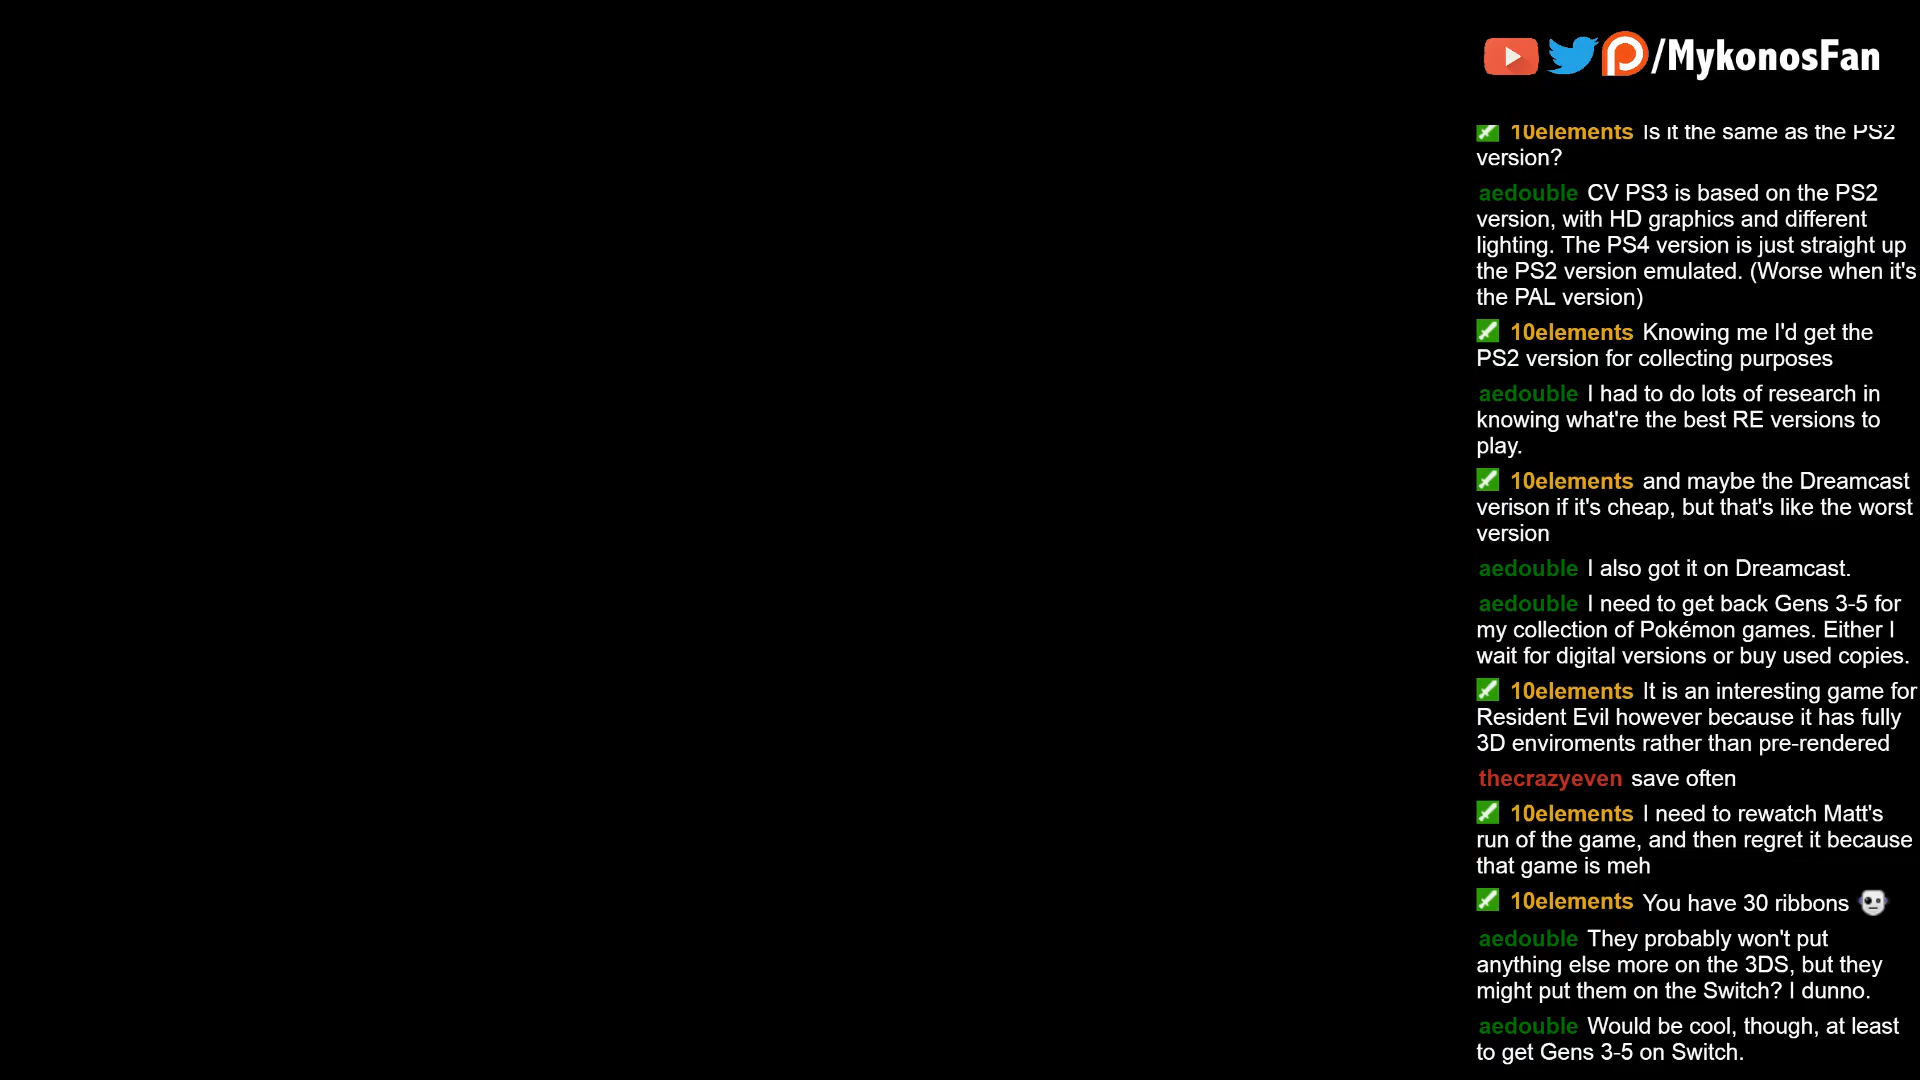 /MykonosFan
10elements Is it the same as the PS2
version?
aedouble CV PS3 is based on the PS2
version, with HD graphics and different
lighting. The PS4 version is just straight up
the PS2 version emulated. (Worse when it's
the PAL version)
10elements Knowing me I'd get the
PS2 version for collecting purposes
aedouble I had to do lots of research in
knowing what're the best RE versions to
play.
10elements and maybe the Dreamcast
verison if it's cheap, but that's like the worst
version
aedouble I also got it on Dreamcast.
aedouble I need to get back Gens 3-5 for
my collection of Pokémon games. Either I
wait for digital versions or buy used copies.
10elements It is an interesting game for
Resident Evil however because it has fully
3D enviroments rather than pre-rendered
thecrazyeven save often
10elements I need to rewatch Matt's
run of the game, and then regret it because
that game is meh
10elements You have 30 ribbons
aedouble They probably won't put
anything else more on the 3DS, but they
might put them on the Switch? I dunno.
aedouble Would be cool, though, at least
to get Gens 3-5 on Switch.